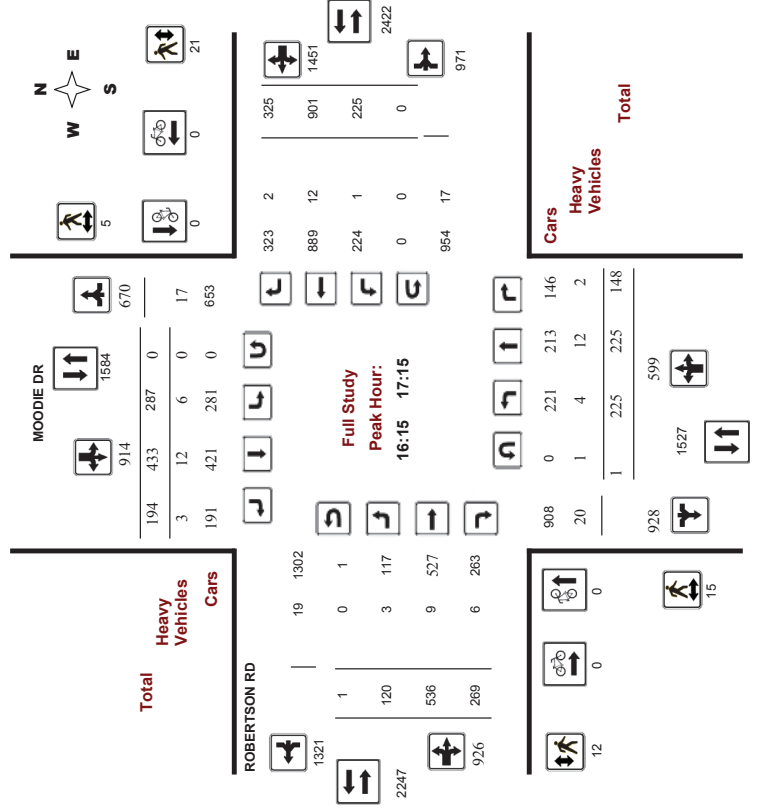 N
W E
S
21
0
5
0
MOODIE DR
1584
914
670
194 433 287 0
3 12 6 0 17
191 421 281 0 653
Total
Heavy
Vehicles
Cars
2422
1451
971
325
901
225
0
323 2
889 12
224 1
0 0
954 17
Full Study
Peak Hour:
16:15 17:15
ROBERTSON RD
19 1302
0 1
3 117
9 527
6 263
1
120
536
269
1321
2247
926
Cars
Heavy
Vehicles
Total
908 0 221 213 146
20 1 4 12 2
1 225 225 148
928
599
1527
0
0
12
15